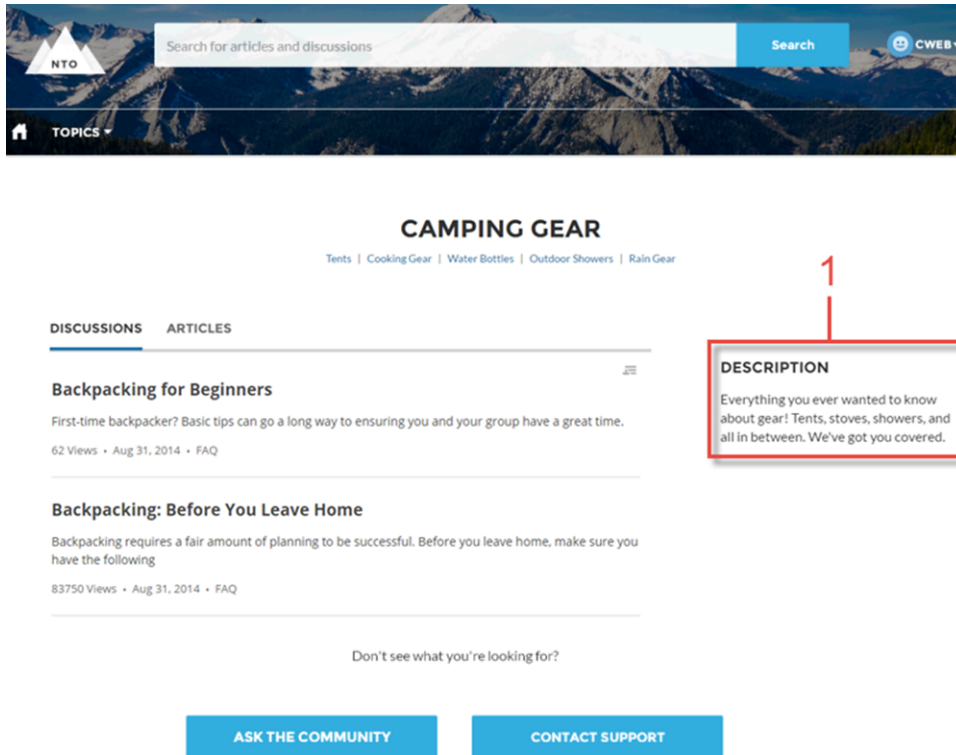 NTO
Search for articles and discussions
Search
CWEB
TOPICS
CAMPING GEAR
Tents | Cooking Gear | Water Bottles | Outdoor Showers | Rain Gear
1
DISCUSSIONS ARTICLES
DESCRIPTION
Everything you ever wanted to know
about gear! Tents, stoves, showers, and
all in between. We've got you covered.
Backpacking for Beginners
First-time backpacker? Basic tips can go a long way to ensuring you and your group have a great time.
62 Views • Aug 31, 2014 • FAQ
Backpacking: Before You Leave Home
Backpacking requires a fair amount of planning to be successful. Before you leave home, make sure you
have the following
83750 Views • Aug 31, 2014 • FAQ
Don't see what you're looking for?
ASK THE COMMUNITY
CONTACT SUPPORT